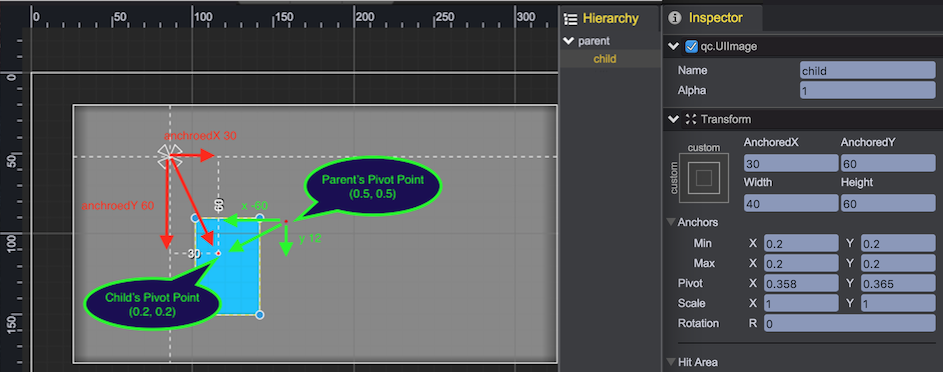 0
50
100
150
200
250
300
0
50
100
150
anchroedX 30
60
Parent's Pivot Point
(0.5, 0.5)
x -60
anchroedY 60
y 12
30
Child's Pivot Point
(0.2, 0.2)
Hierarchy
parent
child
Inspector
qc.UIImage
Name child
Alpha 1
Transform
custom
custom
AnchoredX AnchoredY
30 60
Width Height
40 60
Anchors
Min X 0.2 Y 0.2
Max X 0.2 Y 0.2
Pivot X 0.358 Y 0.365
Scale X 1 Y 1
Rotation R 0
Hit Area